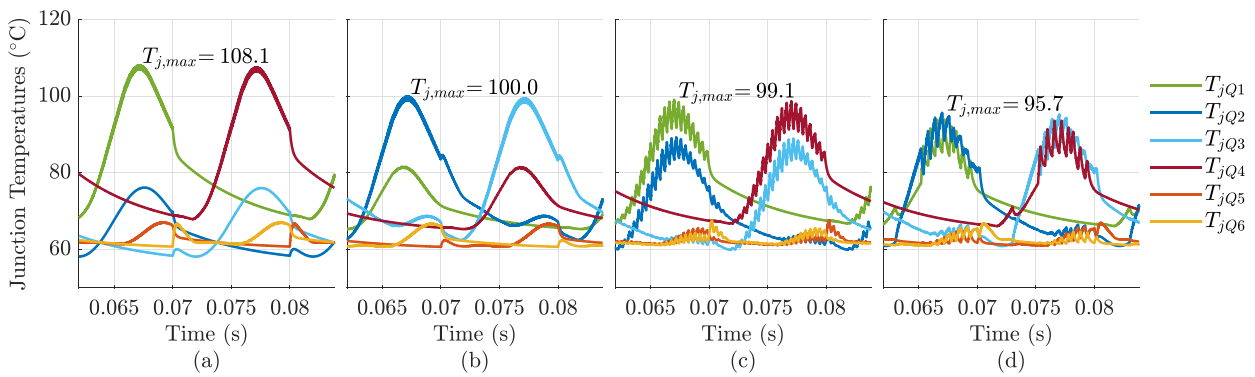 Junction Temperatures (°C)
120
100
80
60
T_{j,max}= 108.1
T_{j,max}= 100.0
T_{j,max}= 99.1
T_{j,max}= 95.7
0.065 0.07 0.075 0.08
0.065 0.07 0.075 0.08
0.065 0.07 0.075 0.08
0.065 0.07 0.075 0.08
Time (s)
Time (s)
Time (s)
Time (s)
(a)
(b)
(c)
(d)
T_{jQ1}
T_{jQ2}
T_{jQ3}
T_{jQ4}
T_{jQ5}
T_{jQ6}